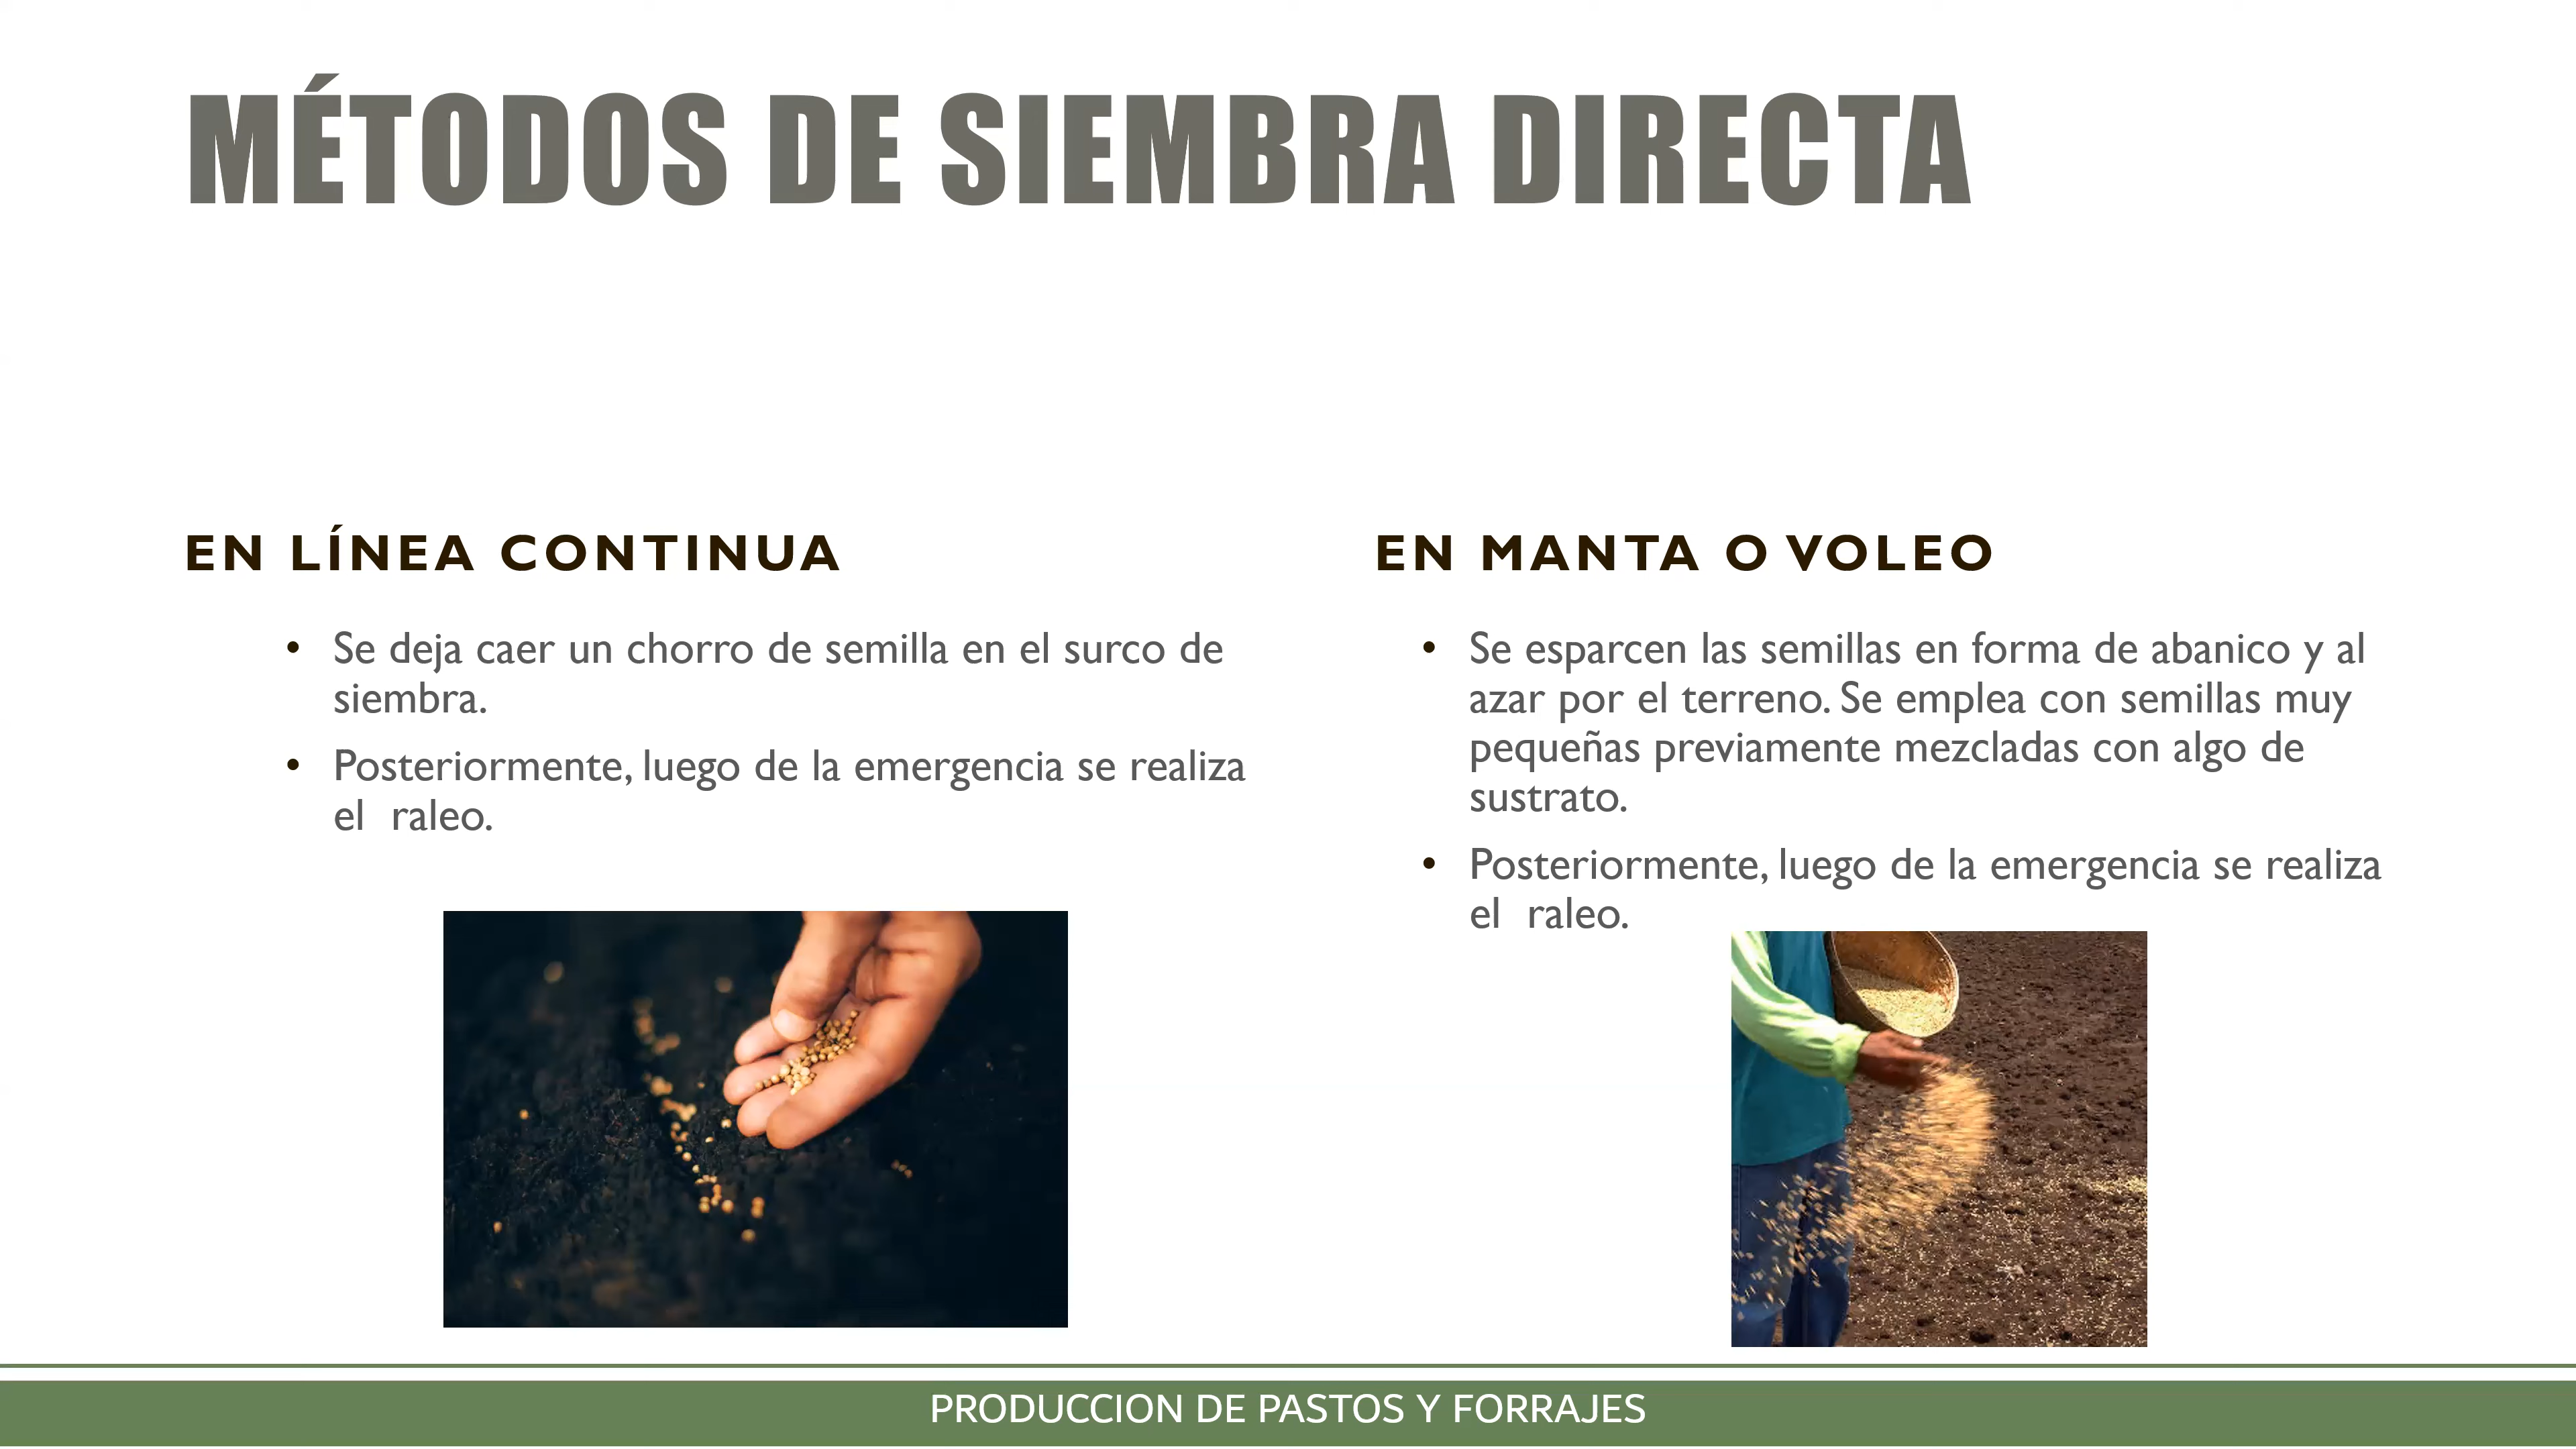 MÉTODOS DE SIEMBRA DIRECTA
EN LÍNEA CONTINUA
• Se deja caer un chorro de semilla en el surco de
siembra.
• Posteriormente, luego de la emergencia se realiza
el raleo.
EN MANTA O VOLEO
• Se esparcen las semillas en forma de abanico y al
azar por el terreno. Se emplea con semillas muy
pequeñas previamente mezcladas con algo de
sustrato.
• Posteriormente, luego de la emergencia se realiza
el raleo.
PRODUCCION DE PASTOS Y FORRAJES